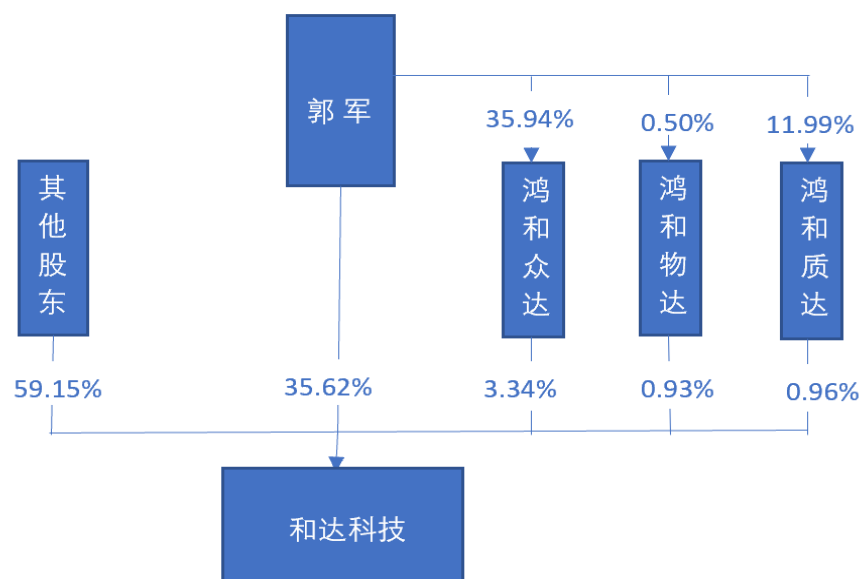 郭 军
35.94%
0.50%
11.99%
其他股东
鸿和众达
鸿和物达
鸿和质达
59.15%
35.62%
3.34%
0.93%
0.96%
和达科技